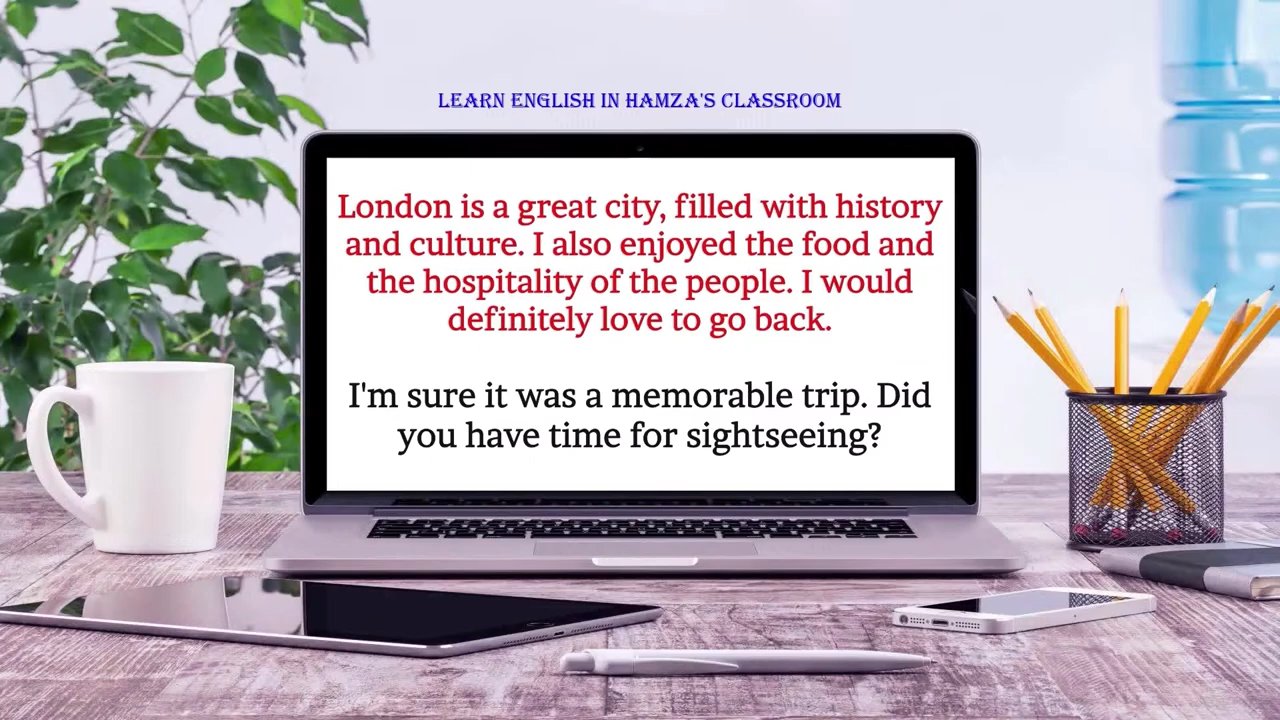 LEARN ENGLISH IN HAMZA'S CLASSROOM
London is a great city, filled with history
and culture. I also enjoyed the food and
the hospitality of the people. I would
definitely love to go back.
I'm sure it was a memorable trip. Did
you have time for sightseeing?